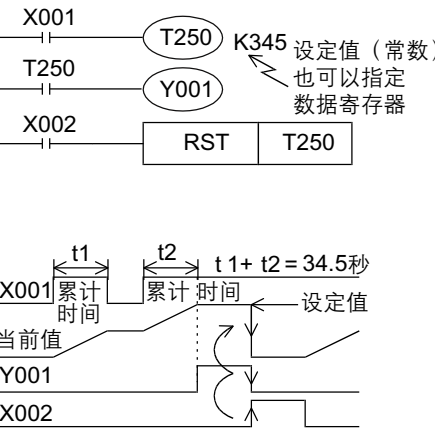 X001
T250 K345 设定值（常数）
也可以指定
数据寄存器
T250
Y001
X002
RST T250
t1 t2 t 1+ t2 = 34.5秒
X001 累计 累计 时间
时间
设定值
当前值
Y001
X002